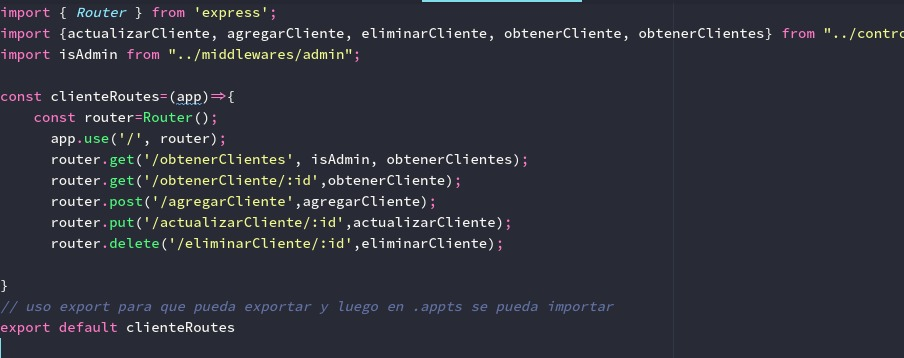 import { Router } from 'express';
import {actualizarCliente, agregarCliente, eliminarCliente, obtenerCliente, obtenerClientes} from "../contro
import isAdmin from "../middlewares/admin";
const clienteRoutes=(app)=>{
const router=Router();
app.use('/', router);
router.get('/obtenerClientes', isAdmin, obtenerClientes);
router.get('/obtenerCliente/:id',obtenerCliente);
router.post('/agregarCliente',agregarCliente);
router.put('/actualizarCliente/:id',actualizarCliente);
router.delete('/eliminarCliente/:id',eliminarCliente);
}
// uso export para que pueda exportar y luego en .appts se pueda importar
export default clienteRoutes